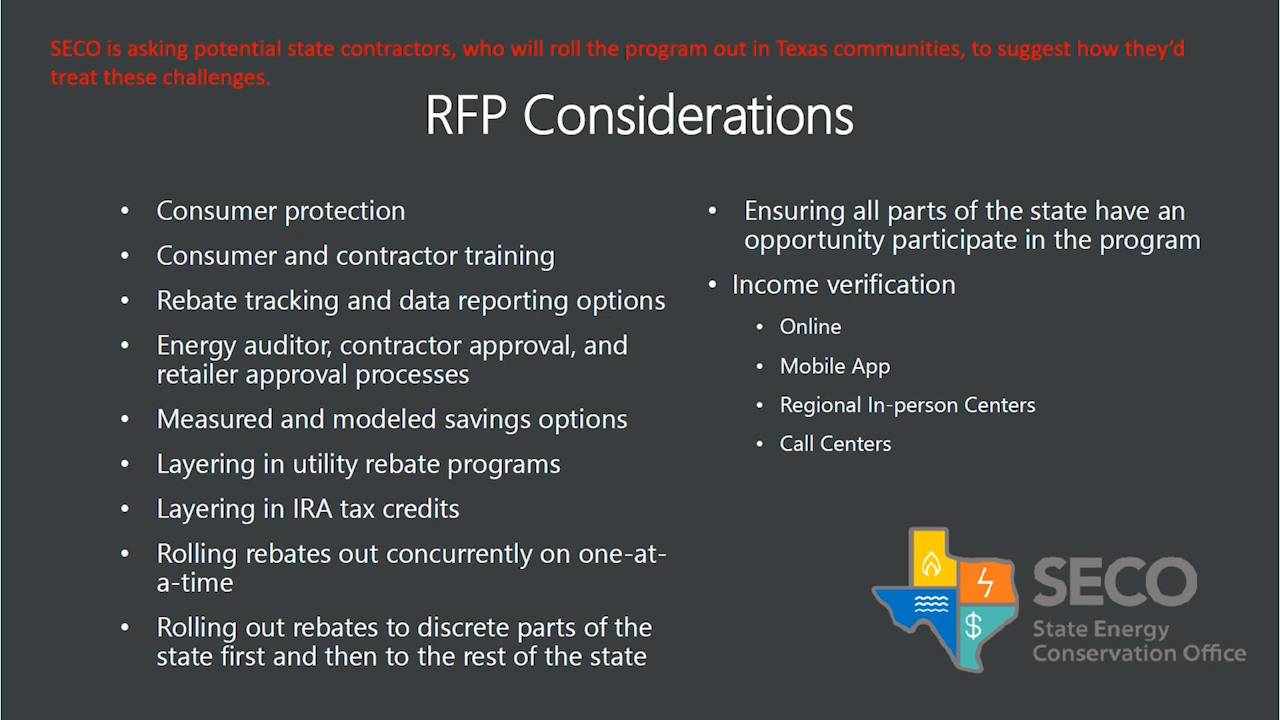 SECO is asking potential state contractors, who will roll the program out in Texas communities, to suggest how they’d
treat these challenges.
RFP Considerations
• Consumer protection
• Consumer and contractor training
• Rebate tracking and data reporting options
• Energy auditor, contractor approval, and
retailer approval processes
• Measured and modeled savings options
• Layering in utility rebate programs
• Layering in IRA tax credits
• Rolling rebates out concurrently on one-at-
a-time
• Rolling out rebates to discrete parts of the
state first and then to the rest of the state
• Ensuring all parts of the state have an
opportunity participate in the program
• Income verification
• Online
• Mobile App
• Regional In-person Centers
• Call Centers
$
SECO
State Energy
Conservation Office